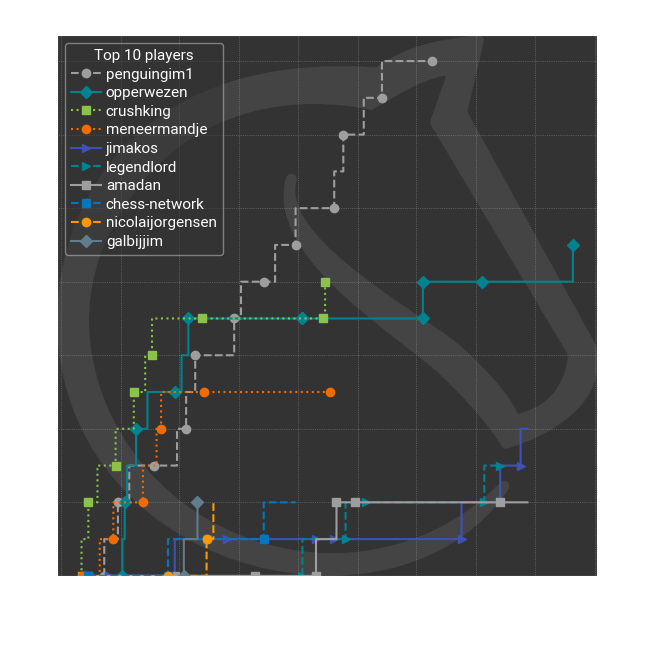 Top 10 players
penguingim1
opperwezen
crushking
meneermandje
jimakos
legendlord
amadan
chess-network
nicolaijorgensen
galbijjim